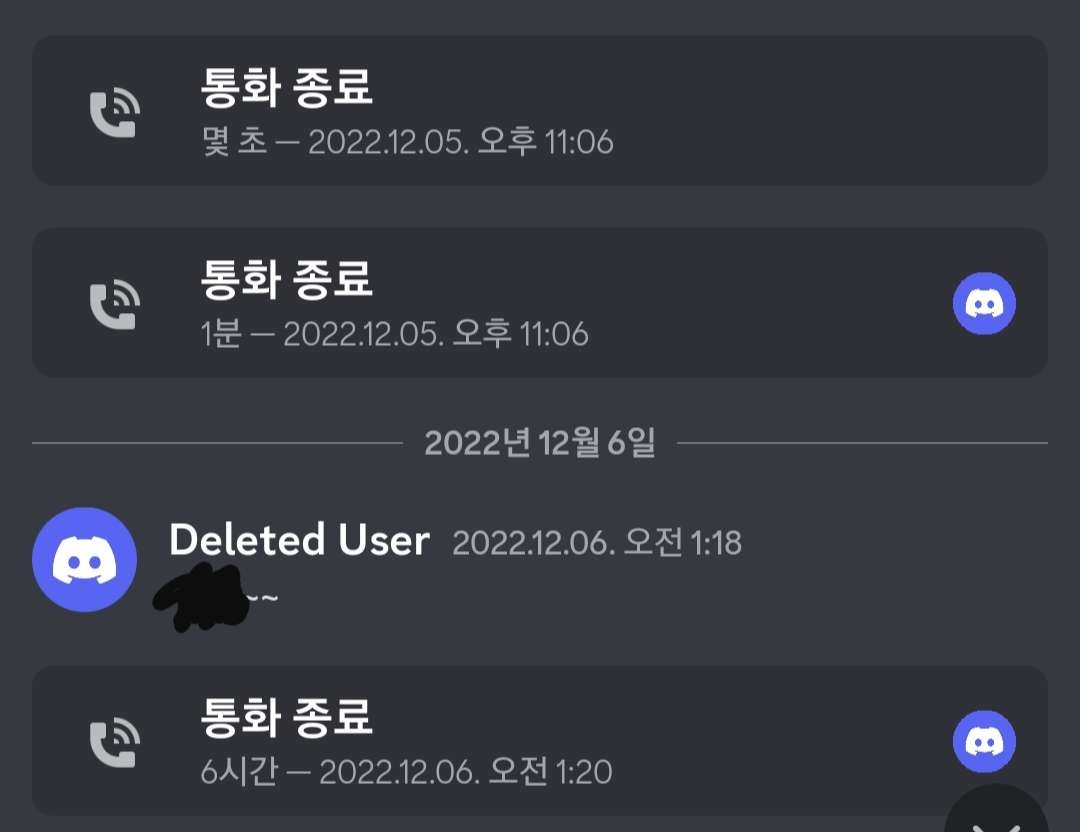 통화 종료
몇 초 — 2022.12.05. 오후 11:06
통화 종료
1분 — 2022.12.05. 오후 11:06
2022년 12월 6일
Deleted User 2022.12.06. 오전 1:18
~~
통화 종료
6시간 — 2022.12.06. 오전 1:20